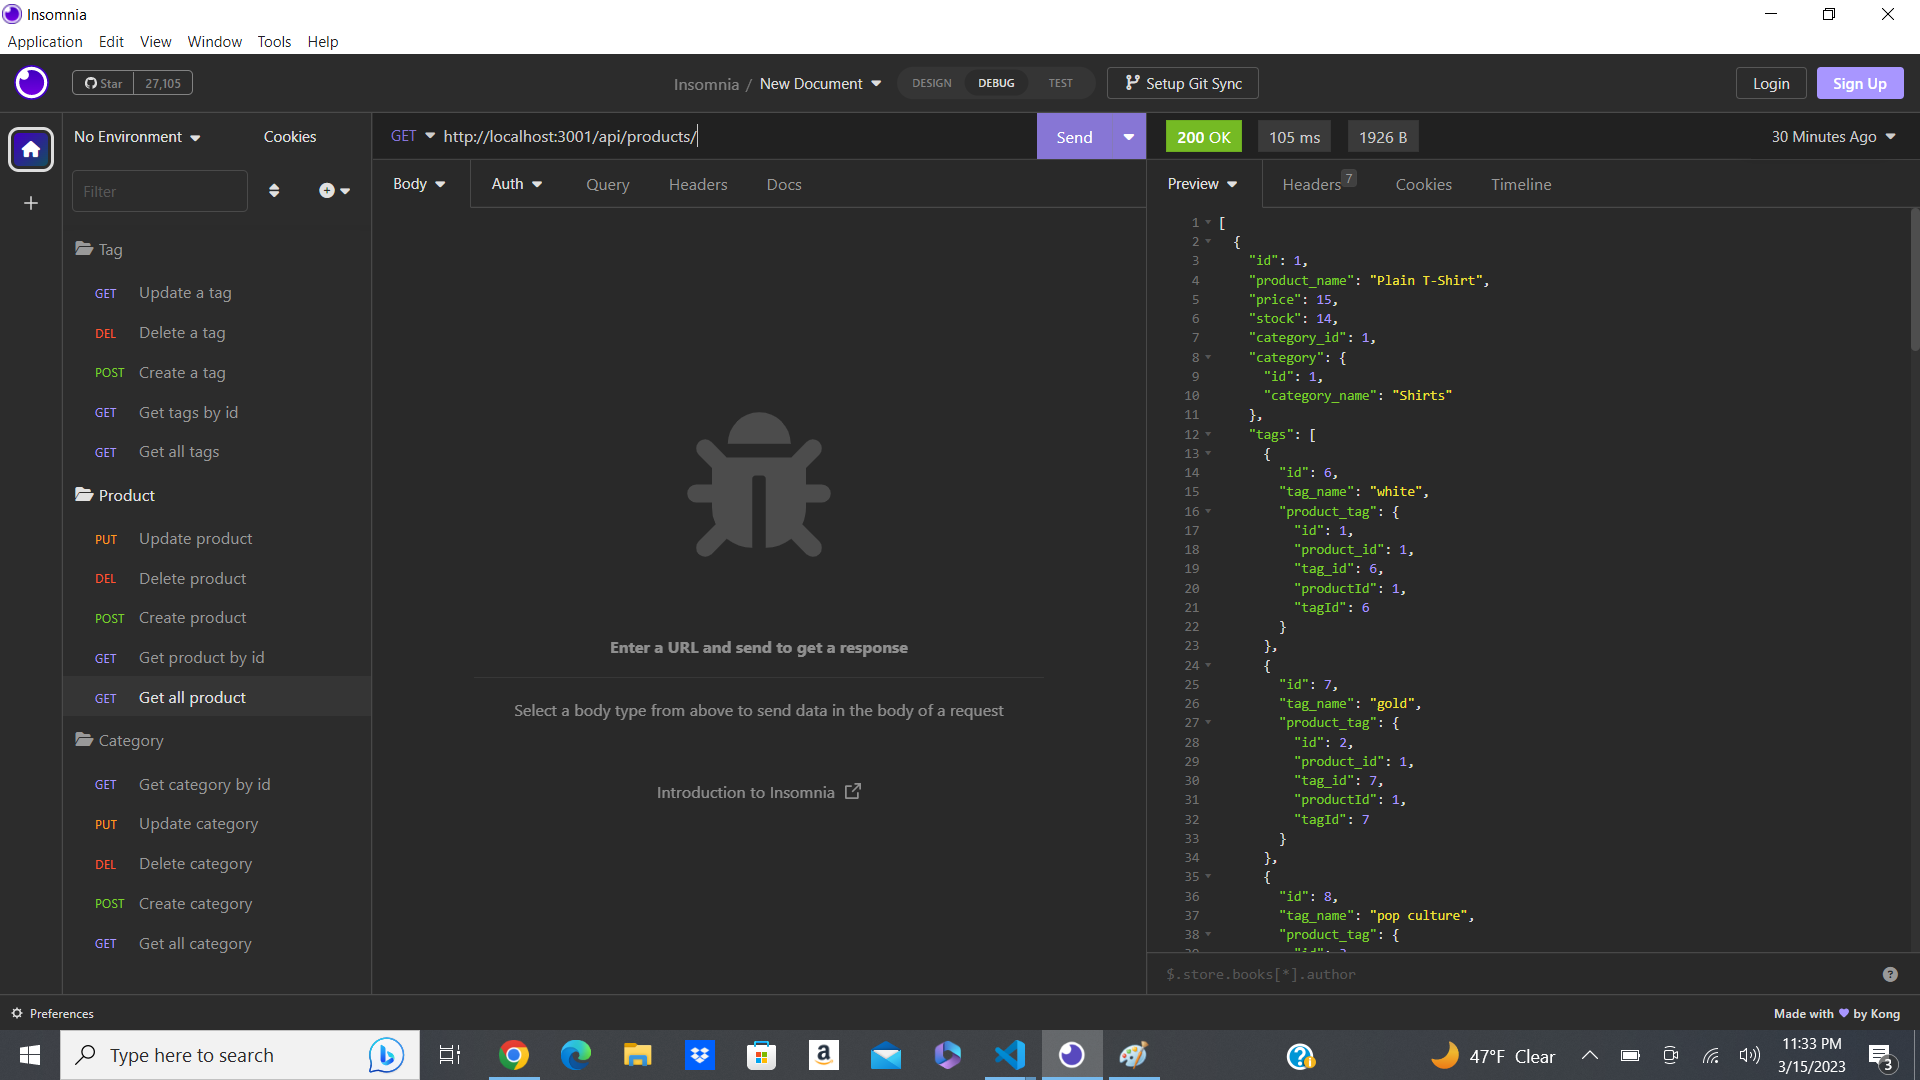 Insomnia
Application Edit View Window Tools Help
Star 27,105
Insomnia / New Document
DESIGN DEBUG TEST
Setup Git Sync
Login Sign Up
No Environment Cookies
Filter
Tag
GET Update a tag
DEL Delete a tag
POST Create a tag
GET Get tags by id
GET Get all tags
Product
PUT Update product
DEL Delete product
POST Create product
GET Get product by id
GET Get all product
Category
GET Get category by id
PUT Update category
DEL Delete category
POST Create category
GET Get all category
GET http://localhost:3001/api/products/
Send
Body Auth Query Headers Docs
Enter a URL and send to get a response
Select a body type from above to send data in the body of a request
Introduction to Insomnia
200 OK 105 ms 1926 B 30 Minutes Ago
Preview Headers 7 Cookies Timeline
1 [
2 {
3 "id": 1,
4 "product_name": "Plain T-Shirt",
5 "price": 15,
6 "stock": 14,
7 "category_id": 1,
8 "category": {
9 "id": 1,
10 "category_name": "Shirts"
11 },
12 "tags": [
13 {
14 "id": 6,
15 "tag_name": "white",
16 "product_tag": {
17 "id": 1,
18 "product_id": 1,
19 "tag_id": 6,
20 "productId": 1,
21 "tagId": 6
22 }
23 },
24 {
25 "id": 7,
26 "tag_name": "gold",
27 "product_tag": {
28 "id": 2,
29 "product_id": 1,
30 "tag_id": 7,
31 "productId": 1,
32 "tagId": 7
33 }
34 },
35 {
36 "id": 8,
37 "tag_name": "pop culture",
38 "product_tag": {
$.store.books[*].author
Preferences
Made with by Kong
Type here to search
47°F Clear
11:33 PM
3/15/2023
3